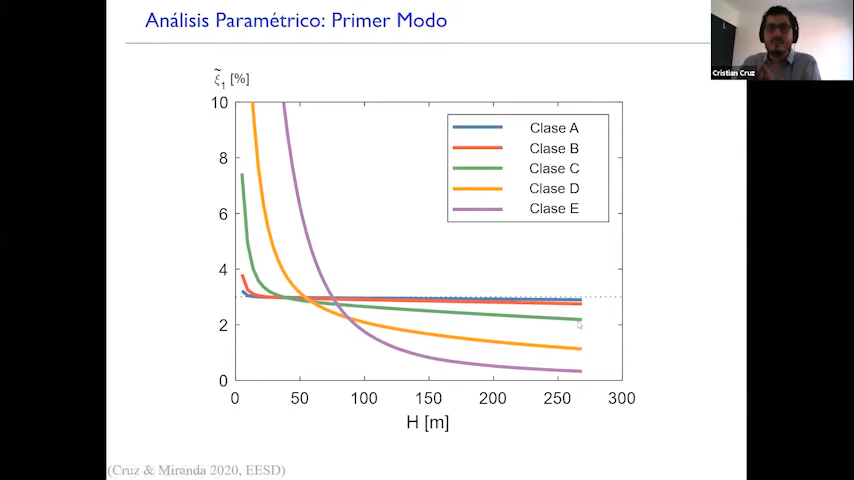 Análisis Paramétrico: Primer Modo
Cristian Cruz
ξ̃₁ [%]
10
8
6
4
2
0
Clase A
Clase B
Clase C
Clase D
Clase E
0 50 100 150 200 250 300
H [m]
(Cruz & Miranda 2020, EESD)